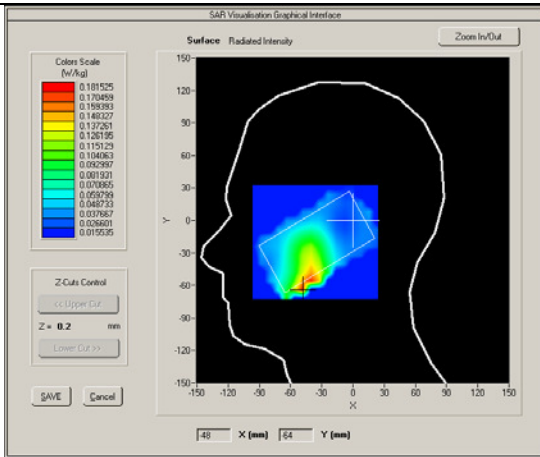 SAR Visualisation Graphical Interface
Surface Radiated Intensity
Zoom In/Out
Colors Scale
(W/kg)
0.181525
0.170459
0.159393
0.148327
0.137261
0.126195
0.115129
0.104063
0.092997
0.081931
0.070865
0.059799
0.048733
0.037667
0.026601
0.015535
Z-Cuts Control
<< Upper Cut
Z = 0.2 mm
Lower Cut >>
SAVE Cancel
150-
120-
90-
60-
30-
0-
-30-
-60-
-90-
-120-
-150-
Y
-150 -120 -90 -60 -30 0 30 60 90 120 150
X
-48 X (mm) -64 Y (mm)